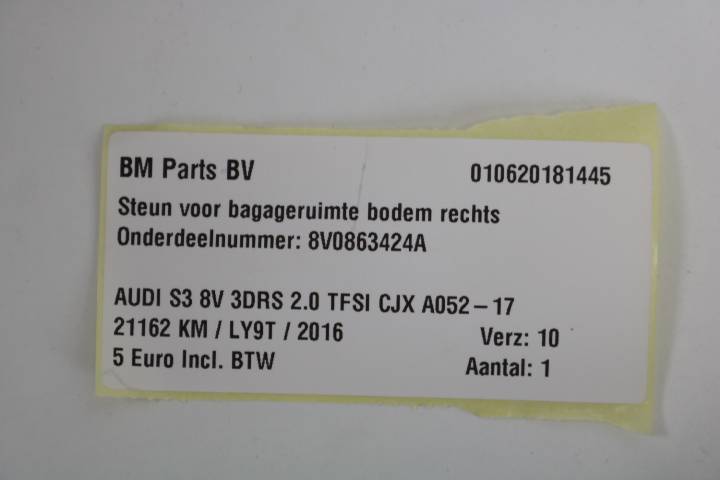 BM Parts BV 010620181445
Steun voor bagageruimte bodem rechts
Onderdeelnummer: 8V0863424A
AUDI S3 8V 3DRS 2.0 TFSI CJX A052-17
21162 KM / LY9T / 2016 Verz: 10
5 Euro Incl. BTW Aantal: 1